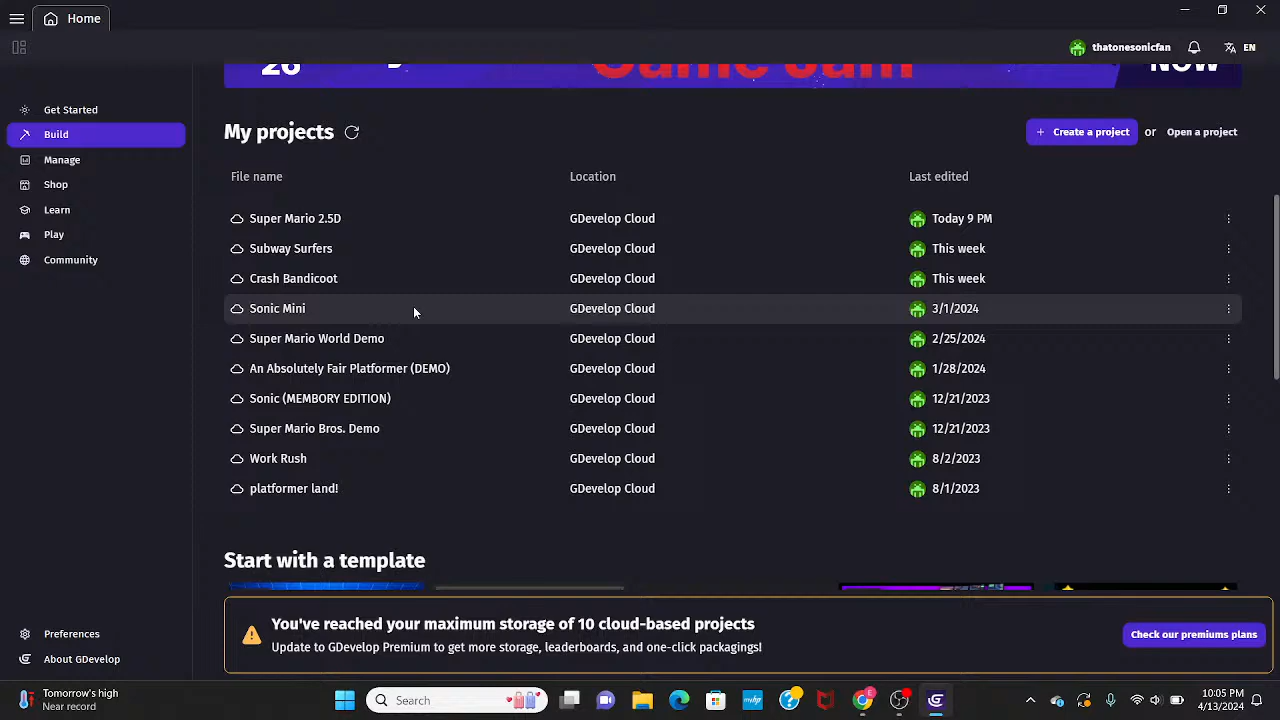 Home
thatonesonicfan
EN
28
Game Jam
NOW
Get Started
Build
Manage
Shop
Learn
Play
Community
My projects
+ Create a project or Open a project
File name Location Last edited
Super Mario 2.5D GDevelop Cloud Today 9 PM
Subway Surfers GDevelop Cloud This week
Crash Bandicoot GDevelop Cloud This week
Sonic Mini GDevelop Cloud 3/1/2024
Super Mario World Demo GDevelop Cloud 2/25/2024
An Absolutely Fair Platformer (DEMO) GDevelop Cloud 1/28/2024
Sonic (MEMBORY EDITION) GDevelop Cloud 12/21/2023
Super Mario Bros. Demo GDevelop Cloud 12/21/2023
Work Rush GDevelop Cloud 8/2/2023
platformer land! GDevelop Cloud 8/1/2023
Start with a template
You've reached your maximum storage of 10 cloud-based projects
Update to GDevelop Premium to get more storage, leaderboards, and one-click packagings!
Check our premiums plans
Preferences
About GDevelop
Tomorrow's high
Near record
Search
10:05 PM
4/13/2024